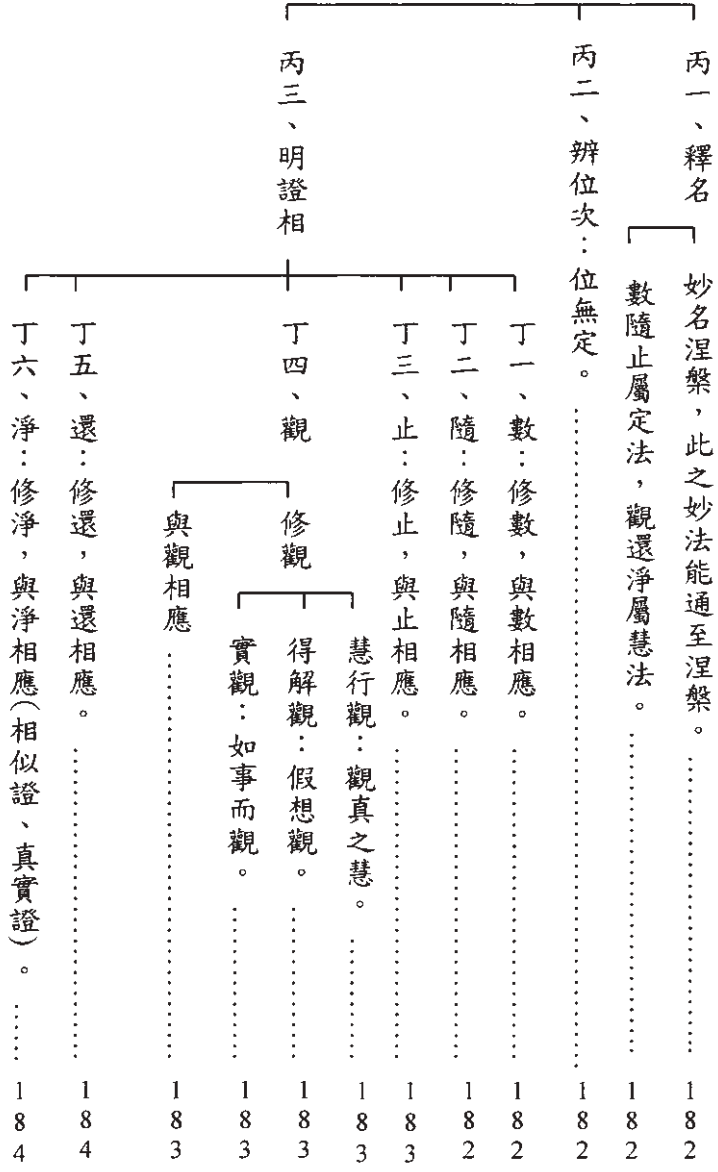 丙一、釋名
妙名涅槃，此之妙法能通至涅槃。……182
數隨止屬定法，觀還淨屬慧法。……182
丙二、辨位次：位無定。……182
丙三、明證相
丁一、數：修數，與數相應。……182
丁二、隨：修隨，與隨相應。……182
丁三、止：修止，與止相應。……183
丁四、觀
修觀
慧行觀：觀真之慧。……183
得解觀：假想觀。……183
實觀：如事而觀。……183
與觀相應……183
丁五、還：修還，與還相應。……184
丁六、淨：修淨，與淨相應（相似證、真實證）。……184